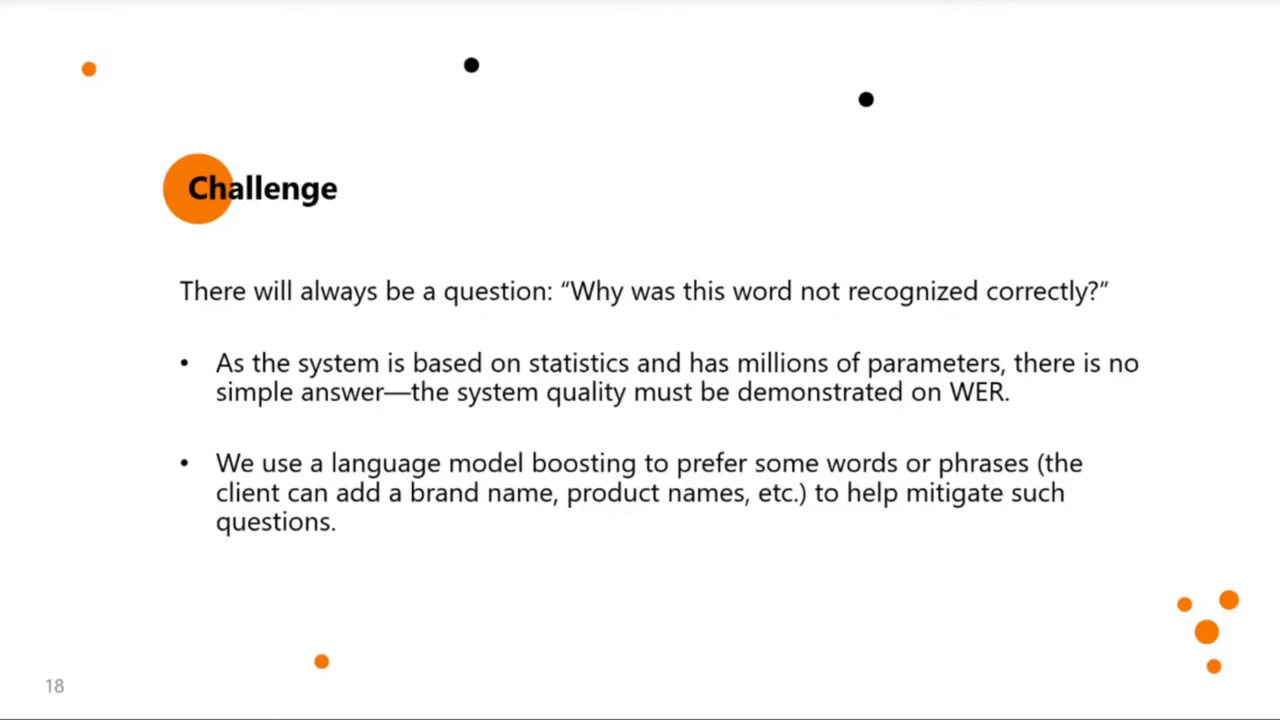 Challenge
There will always be a question: “Why was this word not recognized correctly?”
• As the system is based on statistics and has millions of parameters, there is no
simple answer—the system quality must be demonstrated on WER.
• We use a language model boosting to prefer some words or phrases (the
client can add a brand name, product names, etc.) to help mitigate such
questions.
18